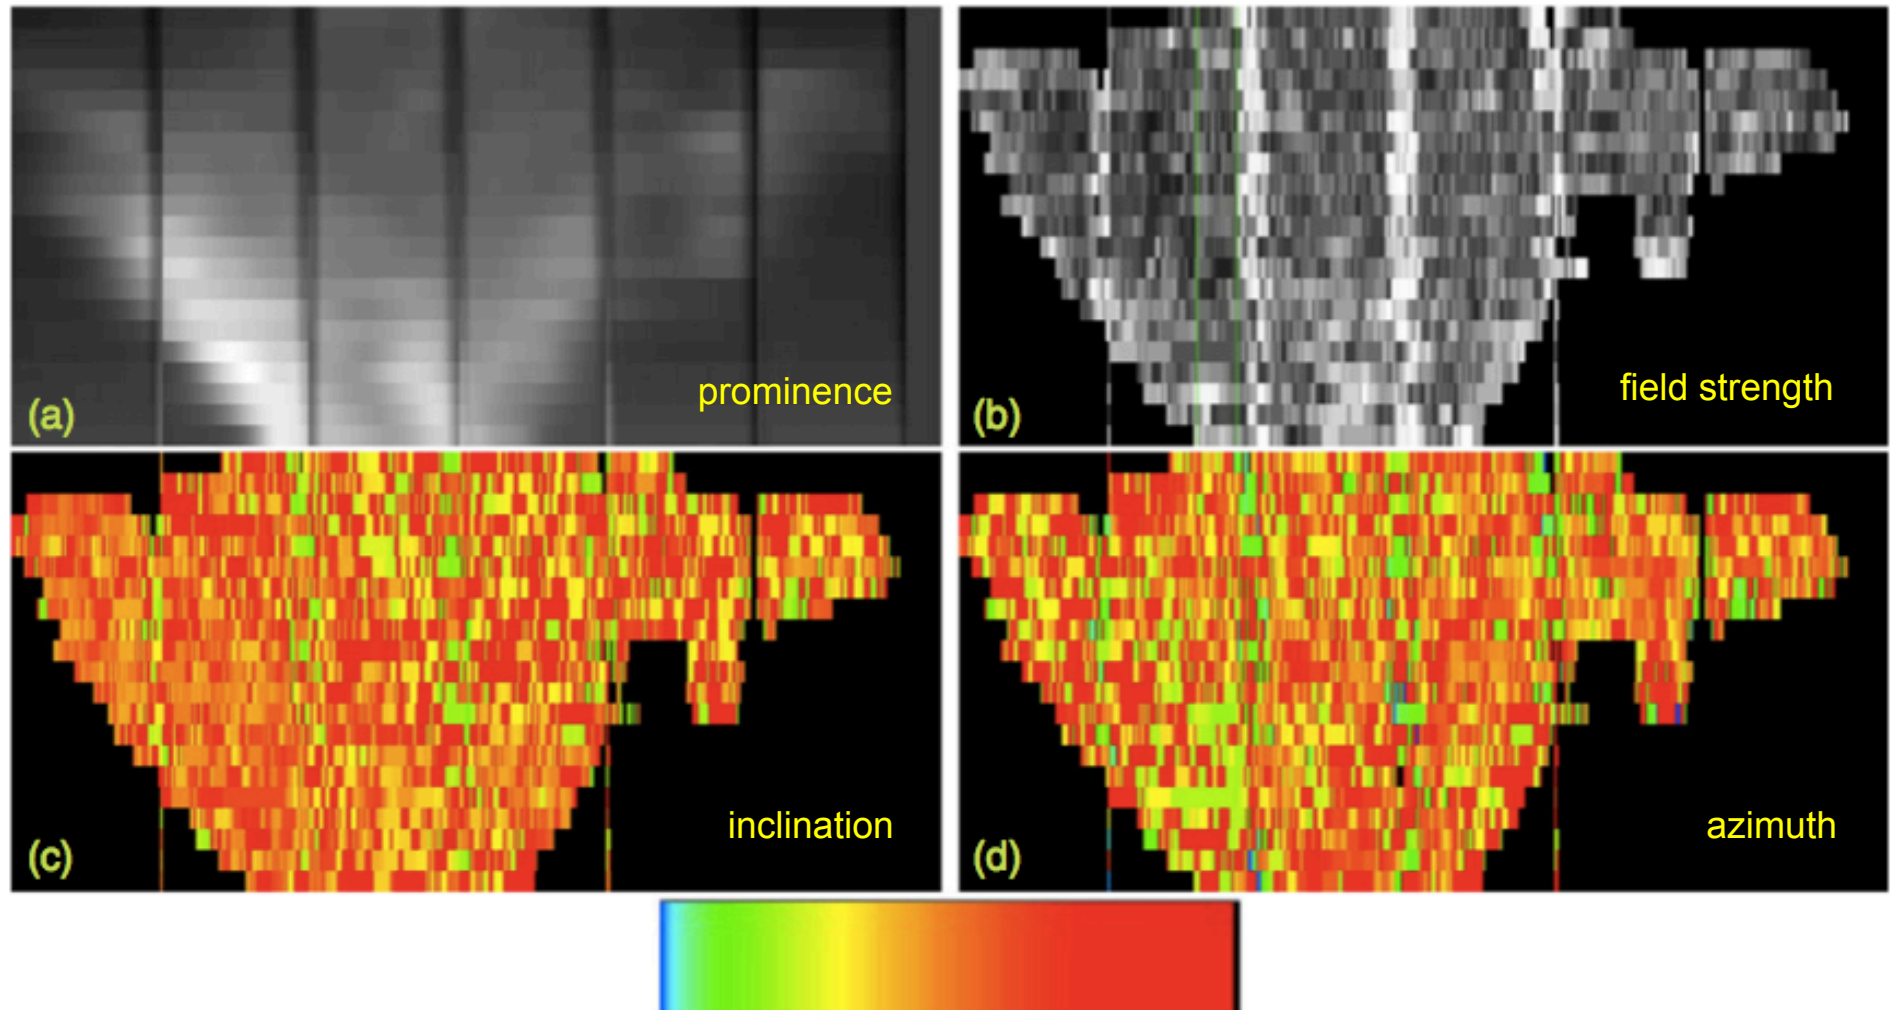 prominence
(a)
field strength
(b)
inclination
(c)
azimuth
(d)